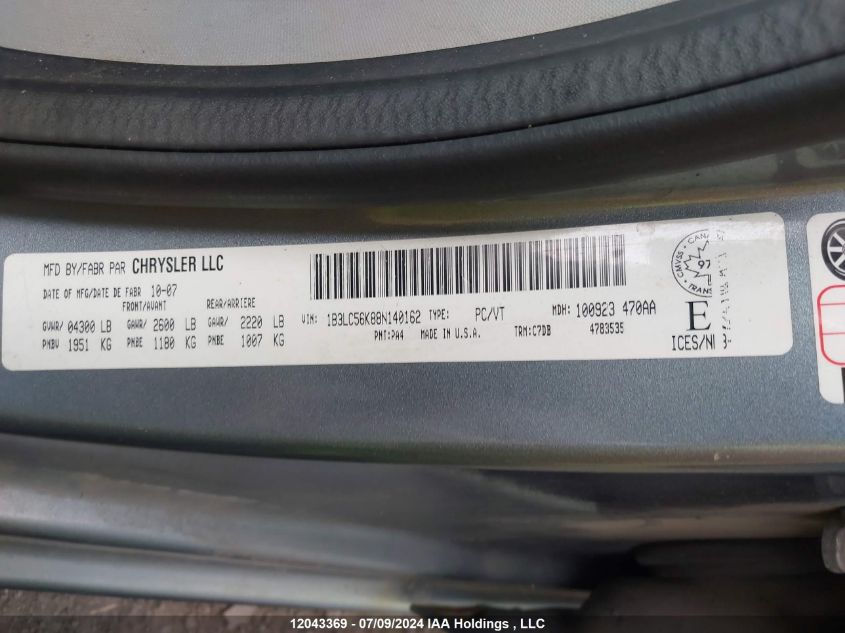 MFD BY/FABR PAR CHRYSLER LLC
DATE OF MFG/DATE DE FABR 10-07
FRONT/AVANT REAR/ARRIERE
GVWR/ 04300 LB GAWR/ 2600 LB GAWR/ 2220 LB
PNBV 1951 KG PNBE 1180 KG PNBE 1007 KG
VIN: 1B3LC56K88N140162 TYPE: PC/VT MDH: 100923 470AA
PNT:PA4 MADE IN U.S.A. TRM:C7DB 4783535
CMVSS CANA
TRAN
E
ICES/N
12043369 - 07/09/2024 IAA Holdings , LLC